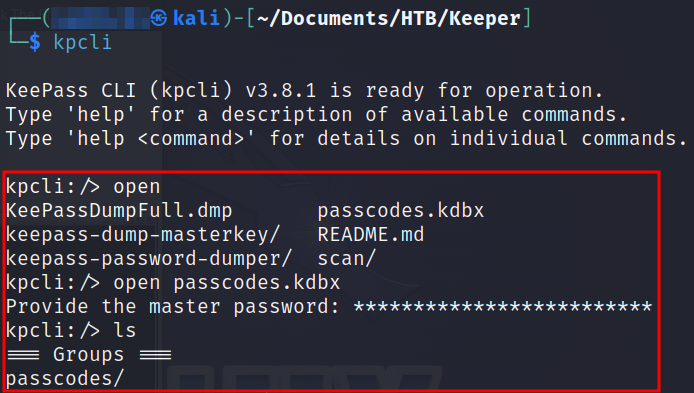 ┌──(㉿kali)-[~/Documents/HTB/Keeper]
└─$ kpcli

KeePass CLI (kpcli) v3.8.1 is ready for operation.
Type 'help' for a description of available commands.
Type 'help <command>' for details on individual commands.

kpcli:/> open
KeePassDumpFull.dmp       passcodes.kdbx
keepass-dump-masterkey/   README.md
keepass-password-dumper/  scan/
kpcli:/> open passcodes.kdbx
Provide the master password: *************************
kpcli:/> ls
=== Groups ===
passcodes/